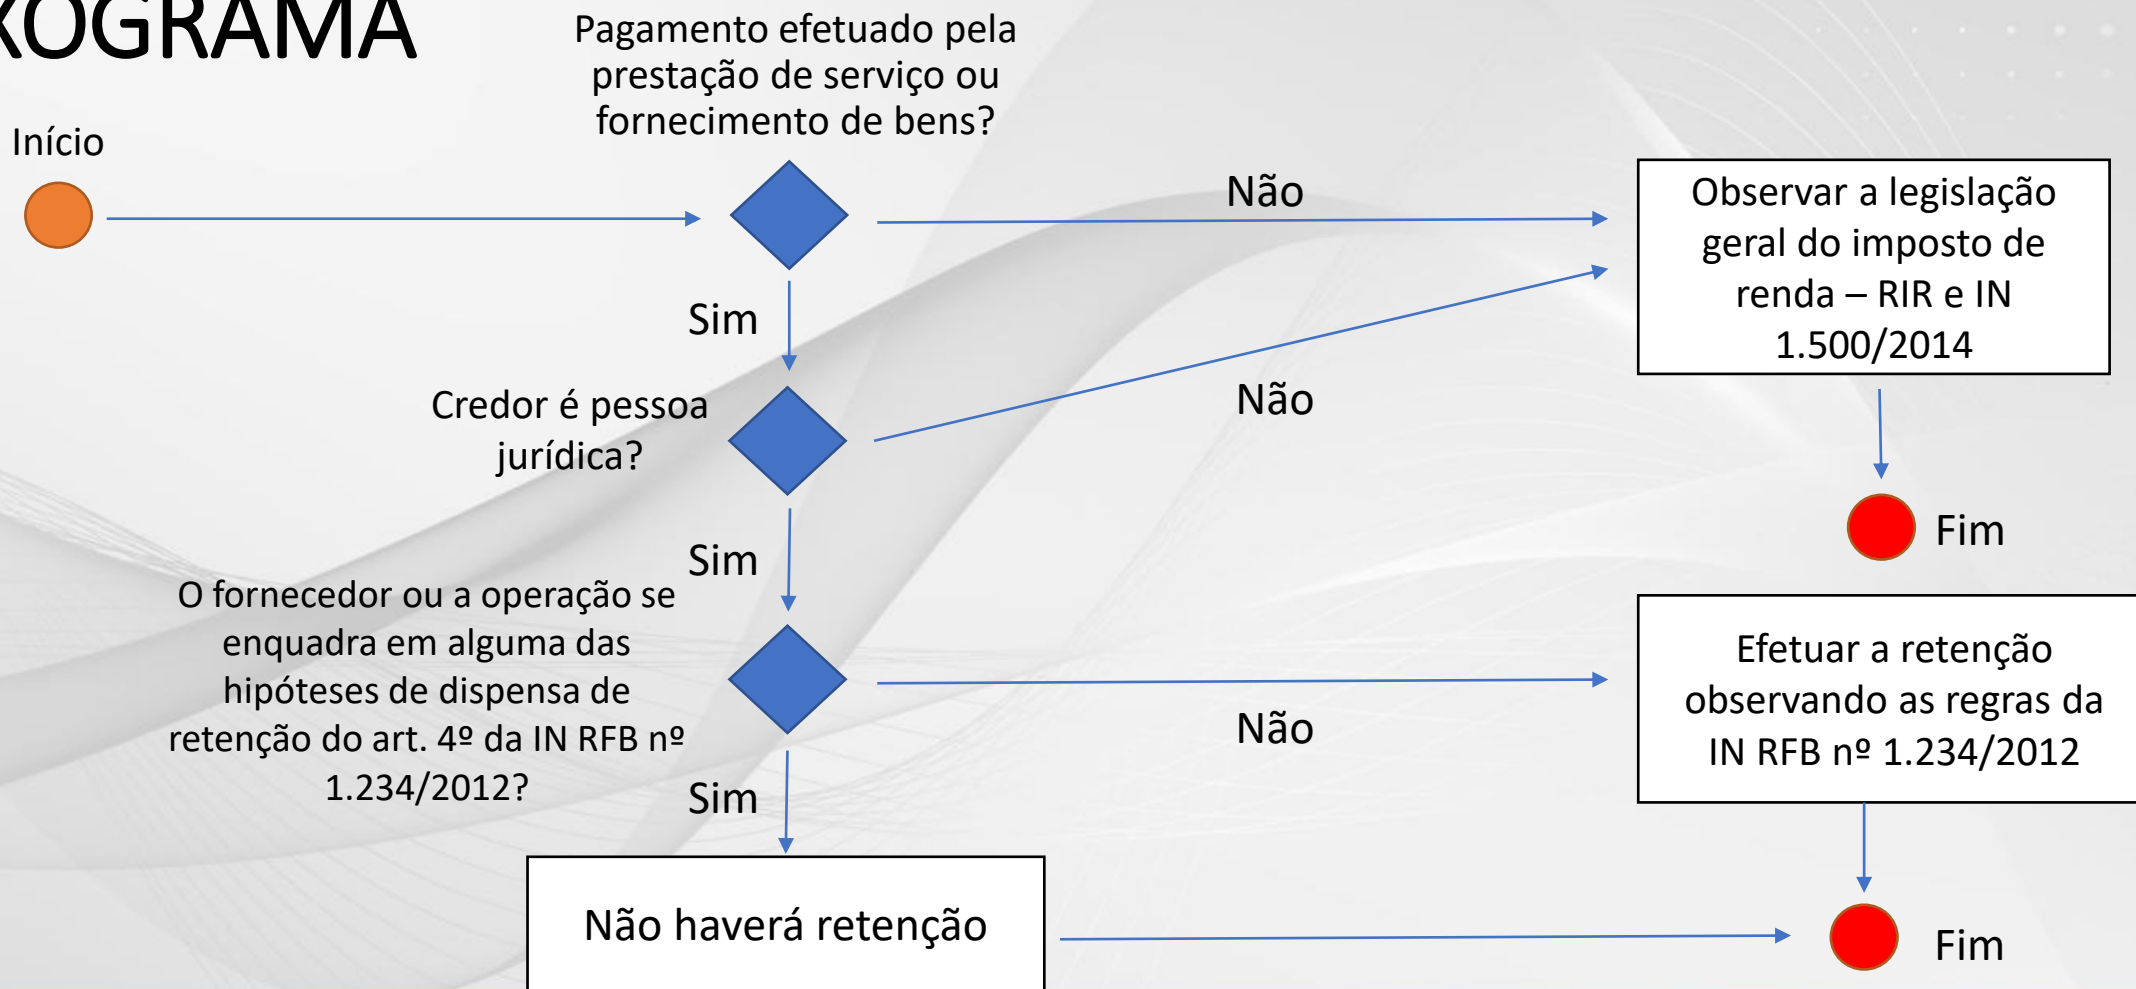 XOGRAMA
Pagamento efetuado pela
prestação de serviço ou
fornecimento de bens?
Início
Não
Observar a legislação
geral do imposto de
renda – RIR e IN
1.500/2014
Sim
Credor é pessoa
jurídica?
Não
Fim
Sim
O fornecedor ou a operação se
enquadra em alguma das
hipóteses de dispensa de
retenção do art. 4º da IN RFB nº
1.234/2012?
Não
Efetuar a retenção
observando as regras da
IN RFB nº 1.234/2012
Sim
Não haverá retenção
Fim